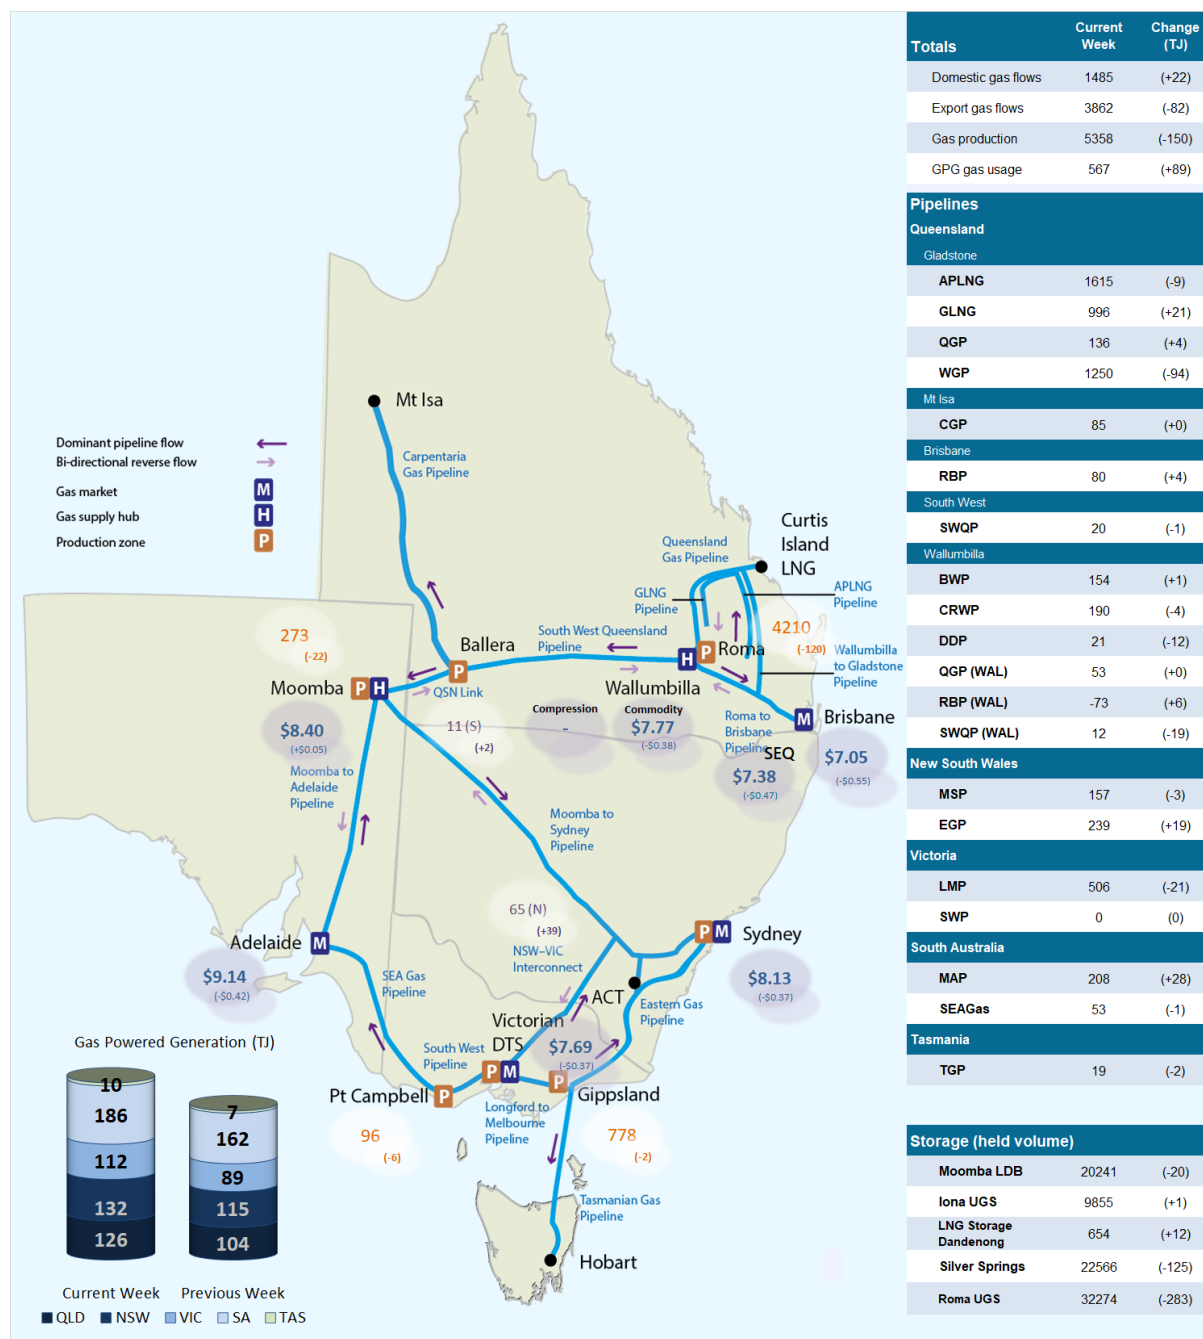 Dominant pipeline flow
Bi-directional reverse flow
Gas market M
Gas supply hub H
Production zone P
Mt Isa
Carpentaria
Gas Pipeline
Curtis
Island
LNG
Queensland
Gas Pipeline
GLNG
Pipeline
APLNG
Pipeline
4210
(-120)
273
(-22)
Ballera
South West Queensland
Pipeline
P Roma
H
Wallumbilla
to Gladstone
Pipeline
P
Moomba P H
QSN Link
Wallumbilla
M Brisbane
$8.40
(+$0.05)
11 (S)
(+2)
Compression
-
Commodity
$7.77
(-$0.38)
Roma to
Brisbane
Pipeline
SEQ
$7.38
(-$0.47)
$7.05
(-$0.55)
Moomba to
Adelaide
Pipeline
Moomba to
Sydney
Pipeline
65 (N)
(+39)
NSW–VIC
Interconnect
Adelaide M
P M Sydney
$9.14
(-$0.42)
SEA Gas
Pipeline
$8.13
(-$0.37)
ACT
Eastern Gas
Pipeline
Victorian
DTS
$7.69
(-$0.37)
South West
Pipeline
P M
P
Pt Campbell P
Gippsland
Longford to
Melbourne
Pipeline
96
(-6)
778
(-2)
Tasmanian Gas
Pipeline
Hobart
Gas Powered Generation (TJ)
10
186
112
132
126
7
162
89
115
104
Current Week Previous Week
QLD NSW VIC SA TAS
Totals Current Week Change (TJ)
Domestic gas flows 1485 (+22)
Export gas flows 3862 (-82)
Gas production 5358 (-150)
GPG gas usage 567 (+89)
Pipelines
Queensland
Gladstone
APLNG 1615 (-9)
GLNG 996 (+21)
QGP 136 (+4)
WGP 1250 (-94)
Mt Isa
CGP 85 (+0)
Brisbane
RBP 80 (+4)
South West
SWQP 20 (-1)
Wallumbilla
BWP 154 (+1)
CRWP 190 (-4)
DDP 21 (-12)
QGP (WAL) 53 (+0)
RBP (WAL) -73 (+6)
SWQP (WAL) 12 (-19)
New South Wales
MSP 157 (-3)
EGP 239 (+19)
Victoria
LMP 506 (-21)
SWP 0 (0)
South Australia
MAP 208 (+28)
SEAGas 53 (-1)
Tasmania
TGP 19 (-2)
Storage (held volume)
Moomba LDB 20241 (-20)
Iona UGS 9855 (+1)
LNG Storage
Dandenong 654 (+12)
Silver Springs 22566 (-125)
Roma UGS 32274 (-283)